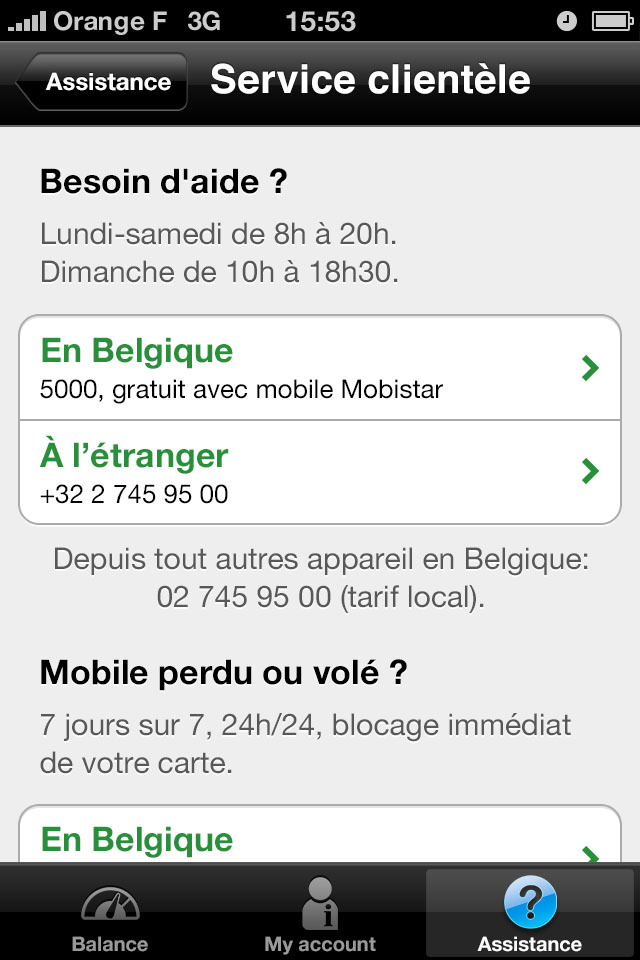 Orange F 3G 15:53
Assistance Service clientèle
Besoin d'aide ?
Lundi-samedi de 8h à 20h.
Dimanche de 10h à 18h30.
En Belgique
5000, gratuit avec mobile Mobistar
À l’étranger
+32 2 745 95 00
Depuis tout autres appareil en Belgique:
02 745 95 00 (tarif local).
Mobile perdu ou volé ?
7 jours sur 7, 24h/24, blocage immédiat
de votre carte.
En Belgique
Balance My account Assistance